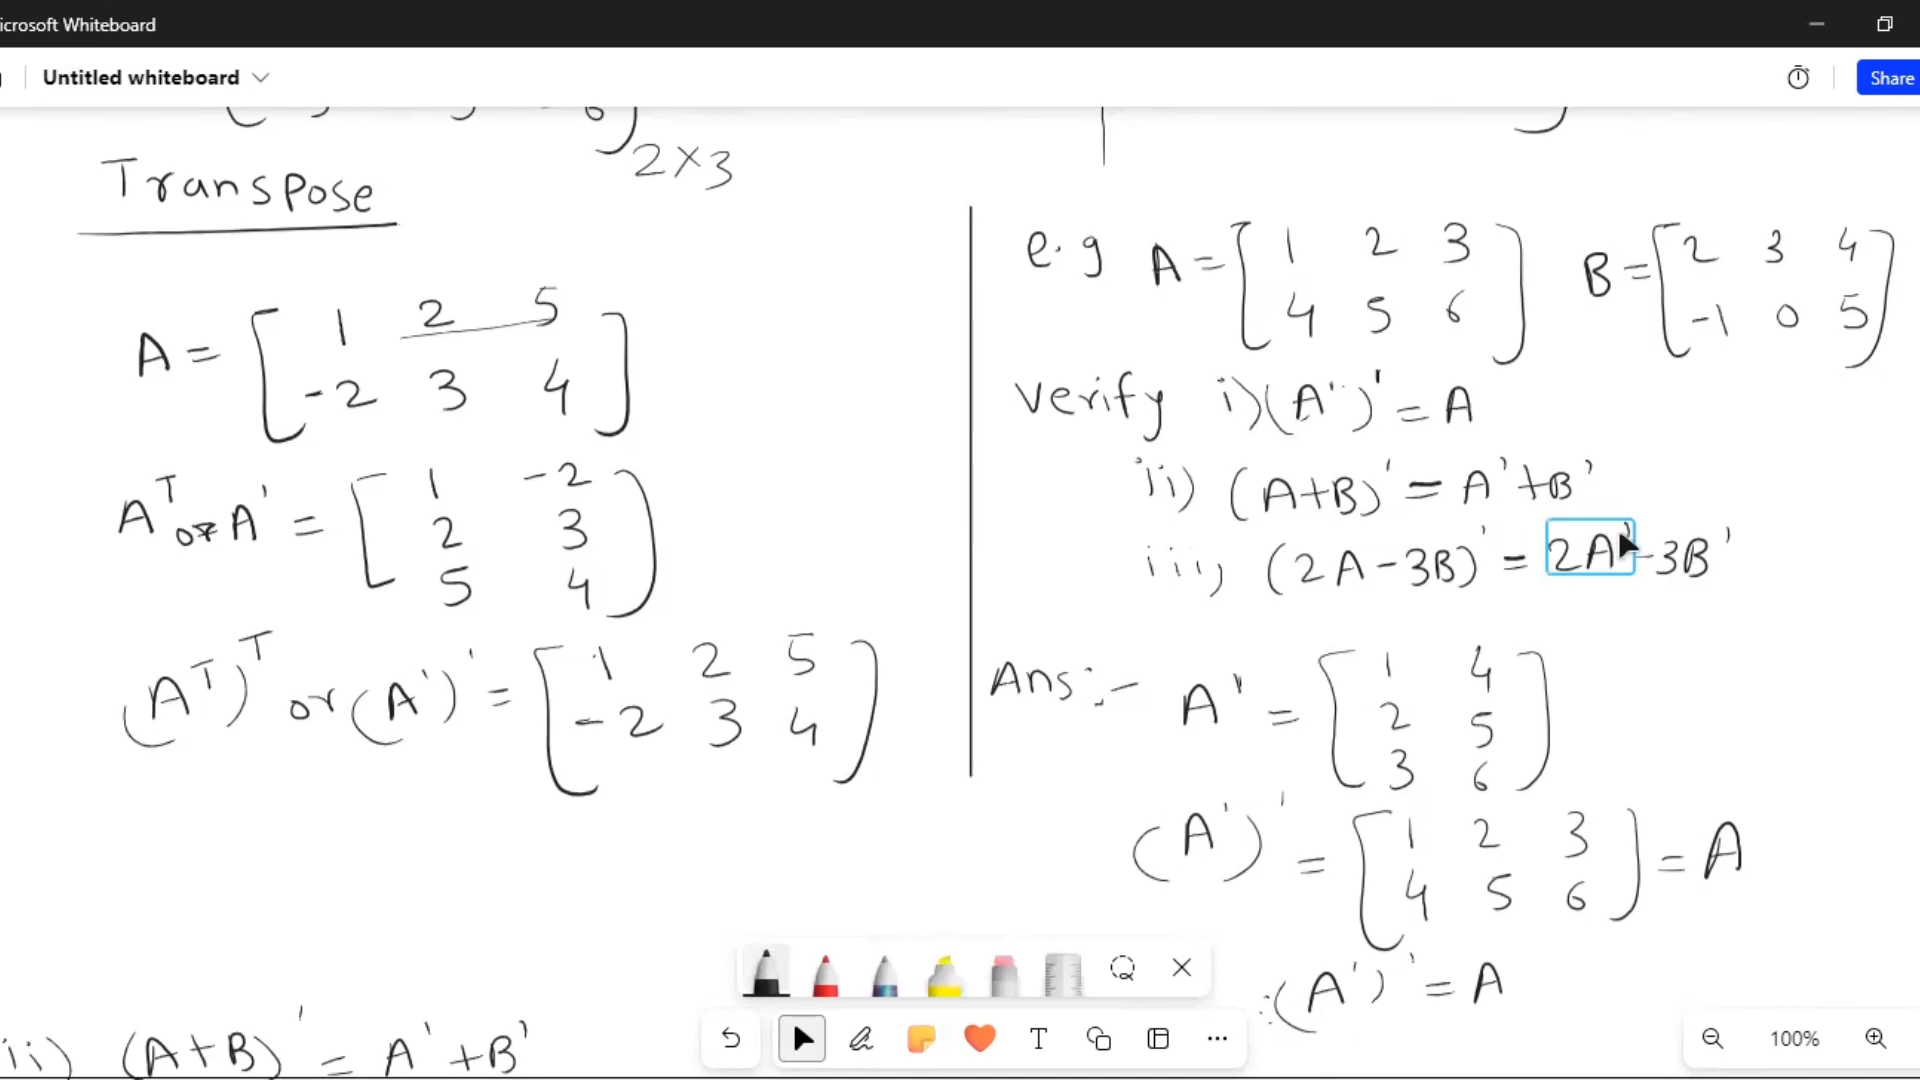 icrosoft Whiteboard
Untitled whiteboard
Share
2×3
Transpose
A = [ 1 2 5
-2 3 4 ]
Aᵀ or A' = [ 1 -2
2 3
5 4 ]
(Aᵀ)ᵀ or (A')' = [ 1 2 5
-2 3 4 ]
e.g A = [ 1 2 3
4 5 6 ] B = [ 2 3 4
-1 0 5 ]
Verify i) (A')' = A
ii) (A+B)' = A'+B'
iii) (2A-3B)' = 2A'-3B'
Ans:- A' = [ 1 4
2 5
3 6 ]
(A')' = [ 1 2 3
4 5 6 ] = A
(A')' = A
ii) (A+B)' = A'+B'
100%